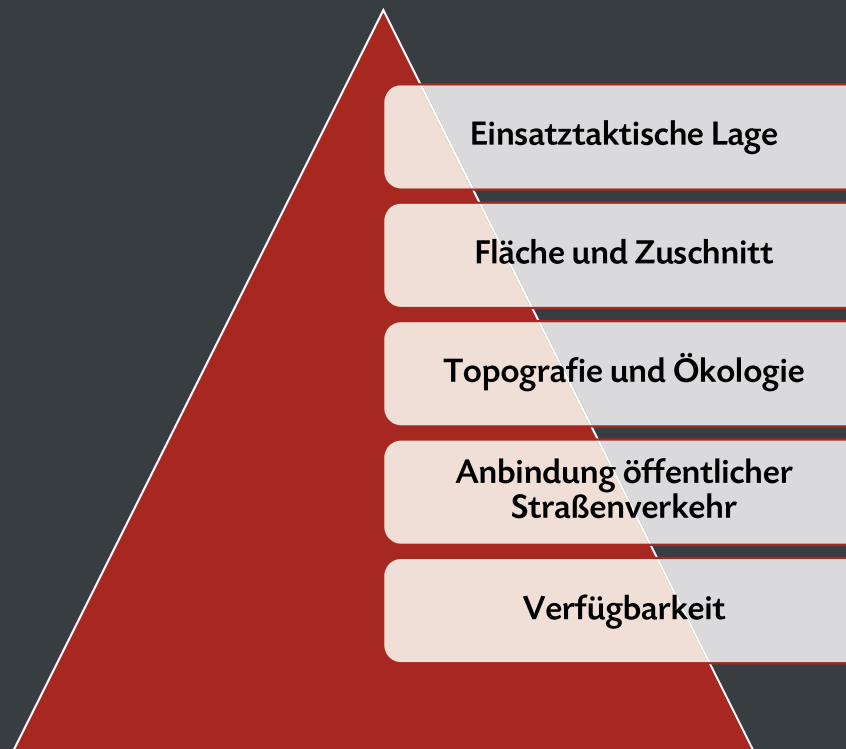 Einsatztaktische Lage
Fläche und Zuschnitt
Topografie und Ökologie
Anbindung öffentlicher
Straßenverkehr
Verfügbarkeit